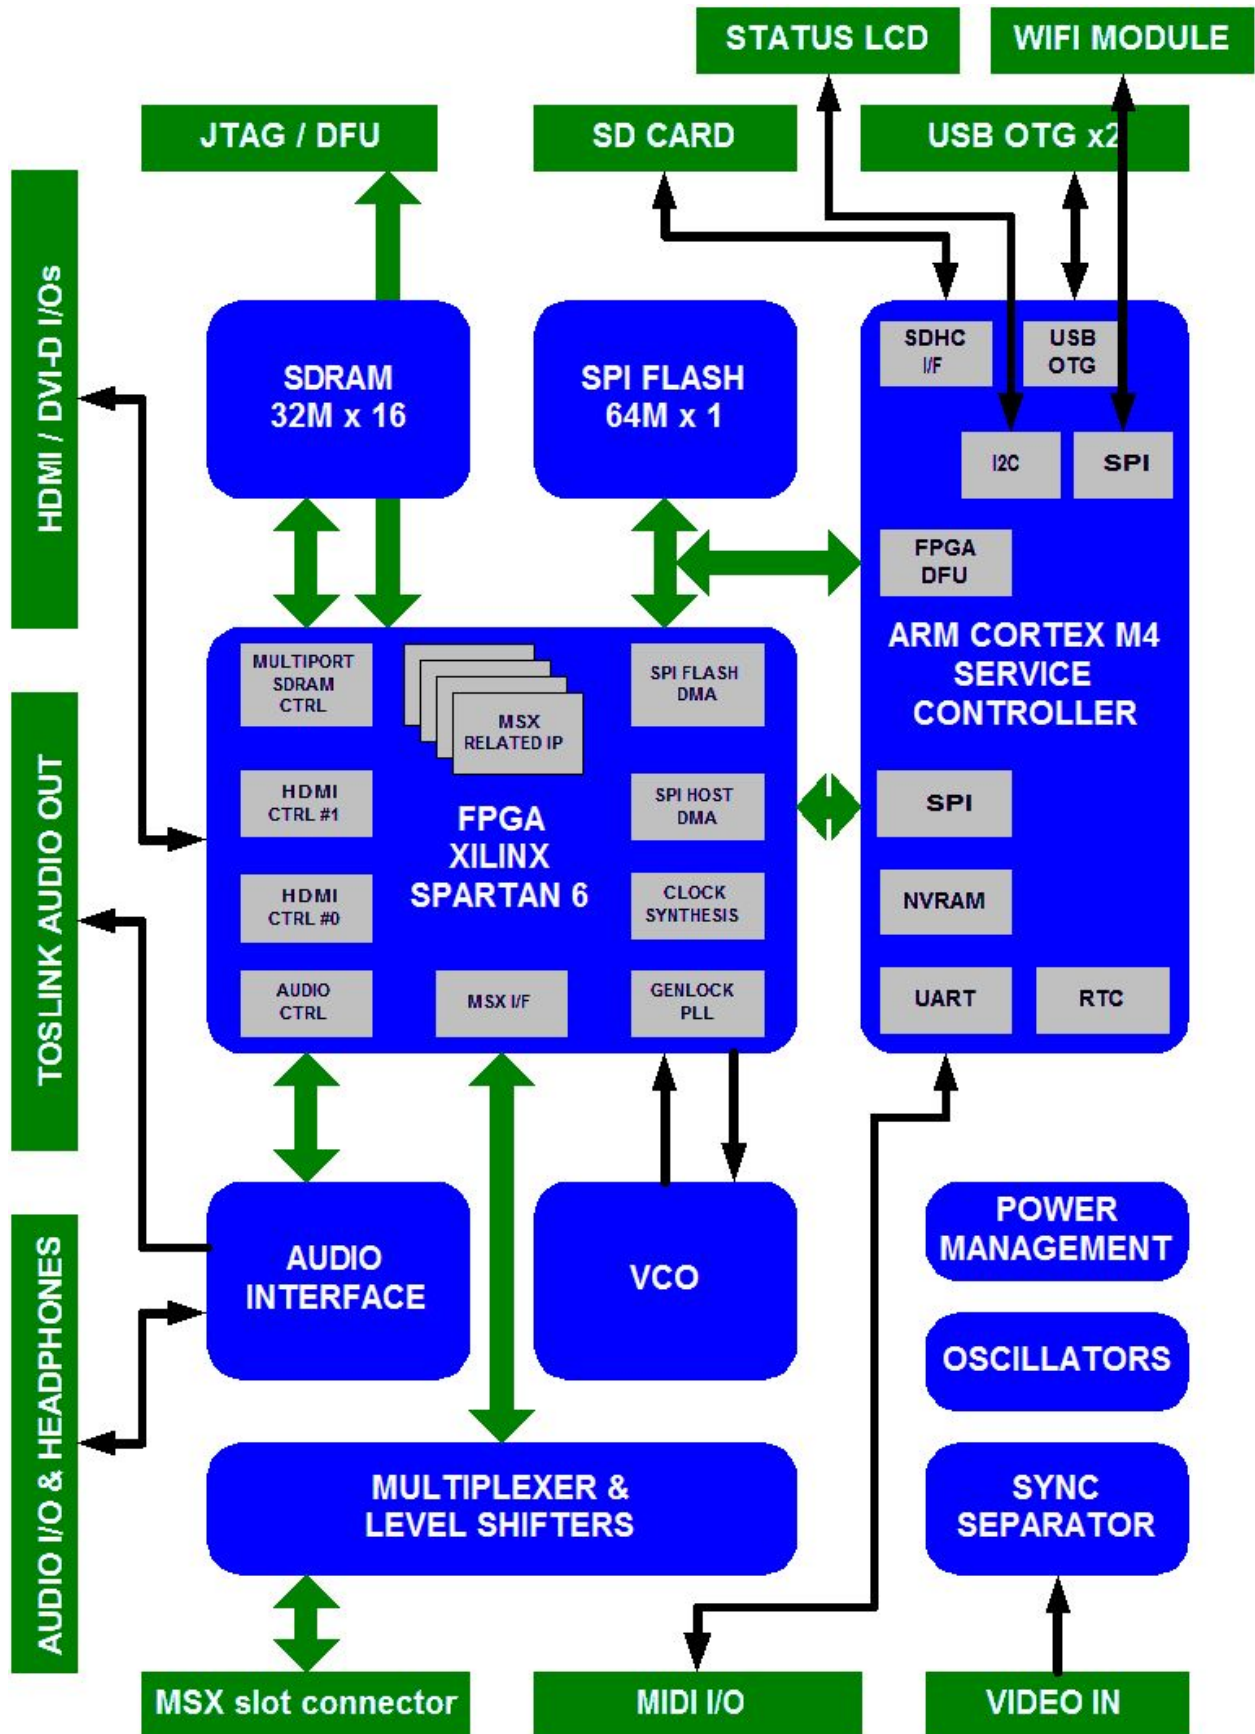 STATUS LCD
WIFI MODULE
JTAG / DFU
SD CARD
USB OTG x2
HDMI / DVI-D I/Os
SDRAM
32M x 16
SPI FLASH
64M x 1
SDHC
I/F
USB
OTG
I2C
SPI
FPGA
DFU
ARM CORTEX M4
SERVICE
CONTROLLER
MULTIPORT
SDRAM
CTRL
MSX
RELATED IP
SPI FLASH
DMA
HDMI
CTRL #1
FPGA
XILINX
SPARTAN 6
SPI HOST
DMA
SPI
HDMI
CTRL #0
CLOCK
SYNTHESIS
NVRAM
AUDIO
CTRL
MSX I/F
GENLOCK
PLL
UART
RTC
TOSLINK AUDIO OUT
AUDIO
INTERFACE
VCO
POWER
MANAGEMENT
OSCILLATORS
AUDIO I/O & HEADPHONES
MULTIPLEXER &
LEVEL SHIFTERS
SYNC
SEPARATOR
MSX slot connector
MIDI I/O
VIDEO IN